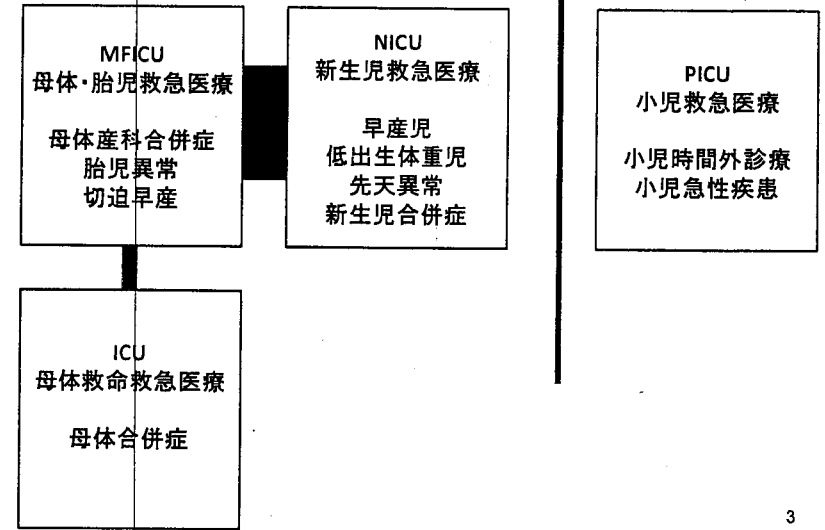 MFICU
母体・胎児救急医療
母体産科合併症
胎児異常
切迫早産
NICU
新生児救急医療
早産児
低出生体重児
先天異常
新生児合併症
PICU
小児救急医療
小児時間外診療
小児急性疾患
ICU
母体救命救急医療
母体合併症
3